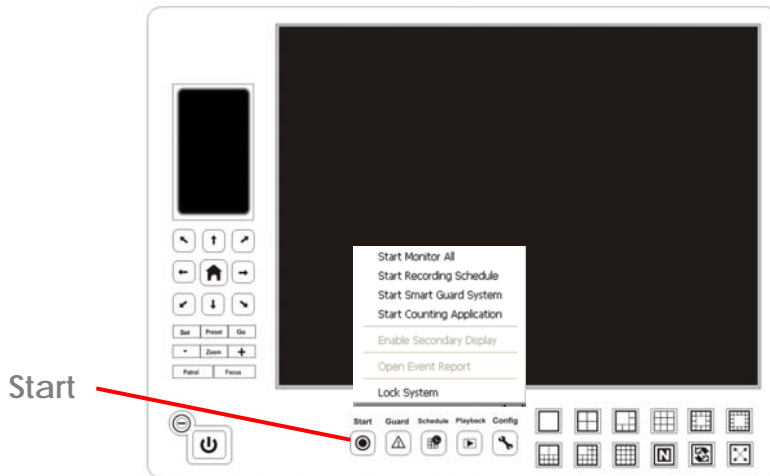 Start Monitor All
Start Recording Schedule
Start Smart Guard System
Start Counting Application
Enable Secondary Display
Open Event Report
Lock System
Set Preset Go
- Zoom +
Patrol Focus
Start
Start Guard Schedule Playback Config
N